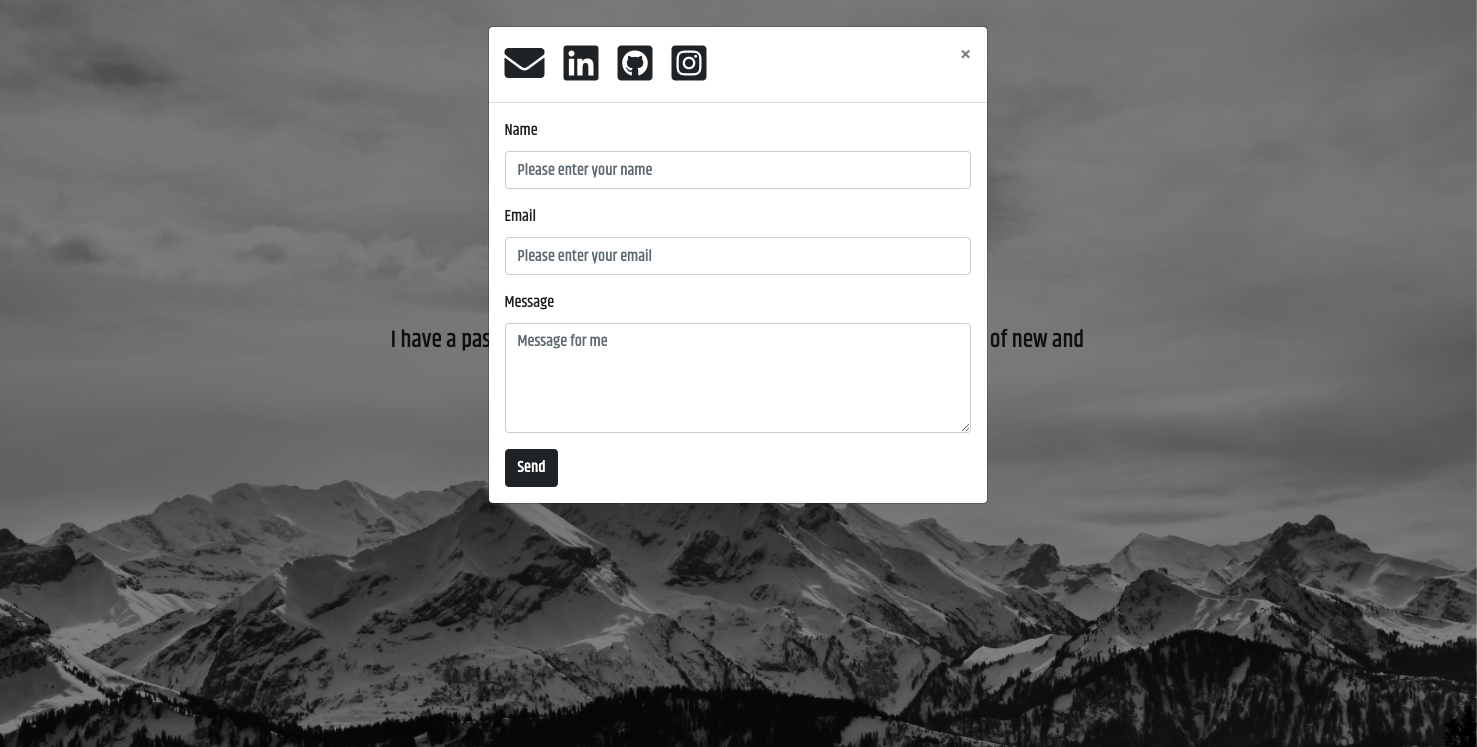 in
×
Name
Please enter your name
Email
Please enter your email
Message
I have a pas
of new and
Message for me
Send